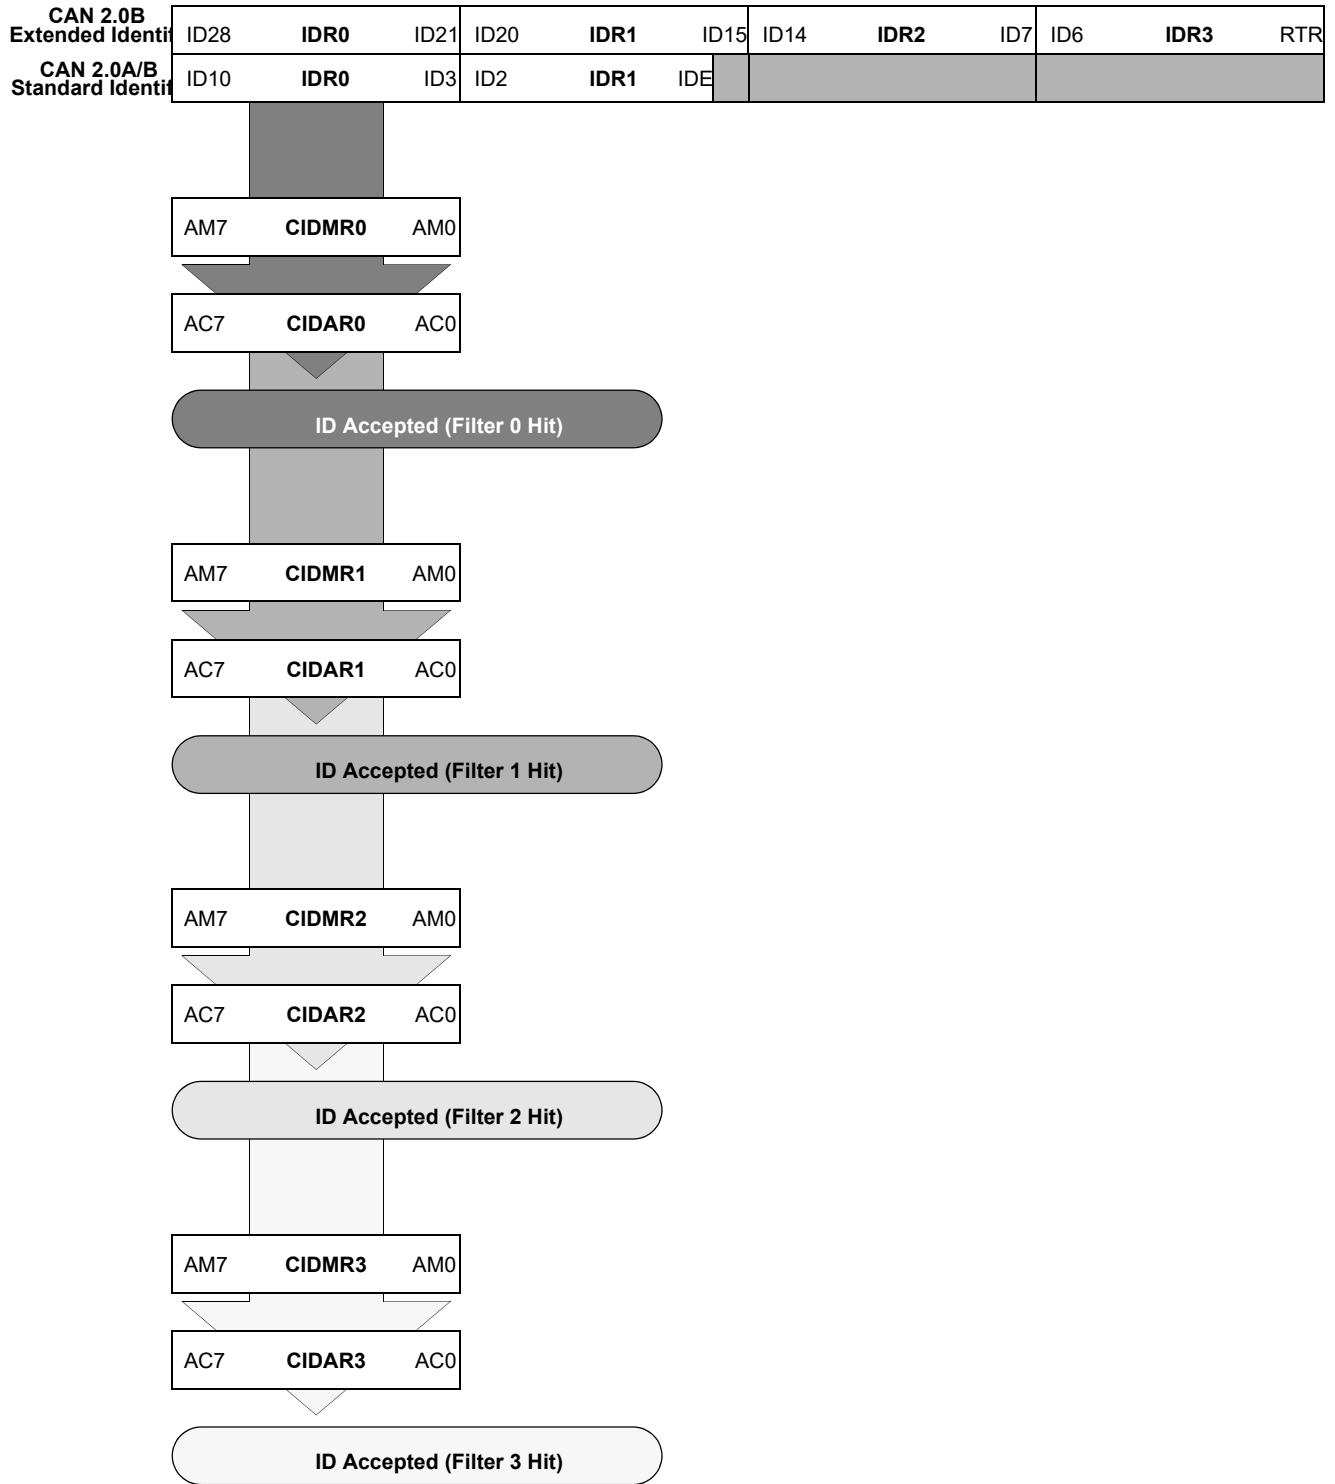 CAN 2.0B
Extended Identif
ID28 IDR0 ID21 ID20 IDR1 ID15 ID14 IDR2 ID7 ID6 IDR3 RTR
CAN 2.0A/B
Standard Identif
ID10 IDR0 ID3 ID2 IDR1 IDE
AM7 CIDMR0 AM0
AC7 CIDAR0 AC0
ID Accepted (Filter 0 Hit)
AM7 CIDMR1 AM0
AC7 CIDAR1 AC0
ID Accepted (Filter 1 Hit)
AM7 CIDMR2 AM0
AC7 CIDAR2 AC0
ID Accepted (Filter 2 Hit)
AM7 CIDMR3 AM0
AC7 CIDAR3 AC0
ID Accepted (Filter 3 Hit)